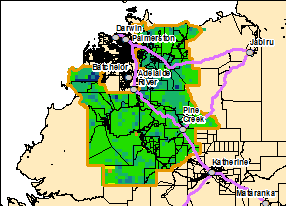 Darwin
Palmerston
Jabiru
Batchelor
Adelaide
River
Pine
Creek
Katherine
Mataranka